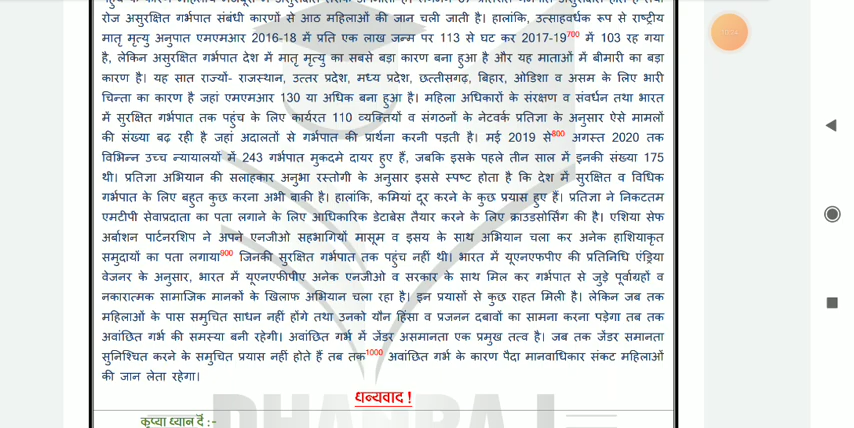 रोज असुरक्षित गर्भपात संबंधी कारणों से आठ महिलाओं की जान चली जाती है। हालांकि, उत्साहवर्धक रूप से राष्ट्रीय
मातृ मृत्यु अनुपात एमएमआर 2016-18 में प्रति एक लाख जन्म पर 113 से घट कर 2017-19700 में 103 रह गया
है, लेकिन असुरक्षित गर्भपात देश में मातृ मृत्यु का सबसे बड़ा कारण बना हुआ है और यह माताओं में बीमारी का बड़ा
कारण है। यह सात राज्यों- राजस्थान, उत्तर प्रदेश, मध्य प्रदेश, छत्तीसगढ़, बिहार, ओडिशा व असम के लिए भारी
चिन्ता का कारण है जहां एमएमआर 130 या अधिक बना हुआ है। महिला अधिकारों के संरक्षण व संवर्धन तथा भारत
में सुरक्षित गर्भपात तक पहुंच के लिए कार्यरत 110 व्यक्तियों व संगठनों के नेटवर्क प्रतिज्ञा के अनुसार ऐसे मामलों
की संख्या बढ़ रही है जहां अदालतों से गर्भपात की प्रार्थना करनी पड़ती है। मई 2019 से800 अगस्त 2020 तक
विभिन्न उच्च न्यायालयों में 243 गर्भपात मुकदमे दायर हुए हैं, जबकि इसके पहले तीन साल में इनकी संख्या 175
थी। प्रतिज्ञा अभियान की सलाहकार अनुभा रस्तोगी के अनुसार इससे स्पष्ट होता है कि देश में सुरक्षित व विधिक
गर्भपात के लिए बहुत कुछ करना अभी बाकी है। हालांकि, कमियां दूर करने के कुछ प्रयास हुए हैं। प्रतिज्ञा ने निकटतम
एमटीपी सेवाप्रदाता का पता लगाने के लिए आधिकारिक डेटाबेस तैयार करने के लिए क्राउडसोर्सिंग की है। एशिया सेफ
अबॉशन पार्टनरशिप ने अपने एनजीओ सहभागियों मासूम व इसय के साथ अभियान चला कर अनेक हाशियाकृत
समुदायों का पता लगाया900 जिनकी सुरक्षित गर्भपात तक पहुंच नहीं थी। भारत में यूएनएफपीए की प्रतिनिधि एंड्रिया
वेजनर के अनुसार, भारत में यूएनएफीपीए अनेक एनजीओ व सरकार के साथ मिल कर गर्भपात से जुड़े पूर्वाग्रहों व
नकारात्मक सामाजिक मानकों के खिलाफ अभियान चला रहा है। इन प्रयासों से कुछ राहत मिली है। लेकिन जब तक
महिलाओं के पास समुचित साधन नहीं होंगे तथा उनको यौन हिंसा व प्रजनन दबावों का सामना करना पड़ेगा तब तक
अवांछित गर्भ की समस्या बनी रहेगी। अवांछित गर्भ में जेंडर असमानता एक प्रमुख तत्व है। जब तक जेंडर समानता
सुनिश्चित करने के समुचित प्रयास नहीं होते हैं तब तक1000 अवांछित गर्भ के कारण पैदा मानवाधिकार संकट महिलाओं
की जान लेता रहेगा।
धन्यवाद !
कृप्या ध्यान दें :-